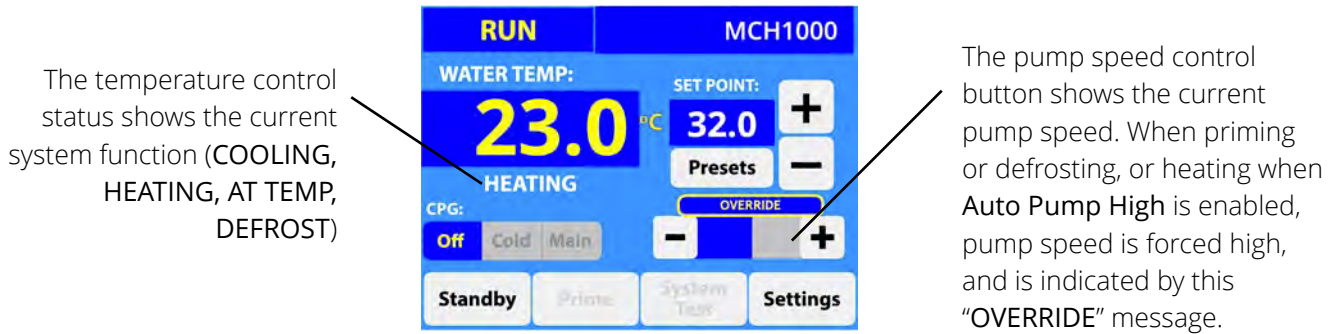 The temperature control
status shows the current
system function (COOLING,
HEATING, AT TEMP,
DEFROST)
RUN
MCH1000
WATER TEMP:
23.0
°C
SET POINT:
32.0
+
Presets
−
HEATING
OVERRIDE
CPG:
Off Cold Main
− +
Standby Prime System Test Settings
The pump speed control
button shows the current
pump speed. When priming
or defrosting, or heating when
Auto Pump High is enabled,
pump speed is forced high,
and is indicated by this
“OVERRIDE” message.